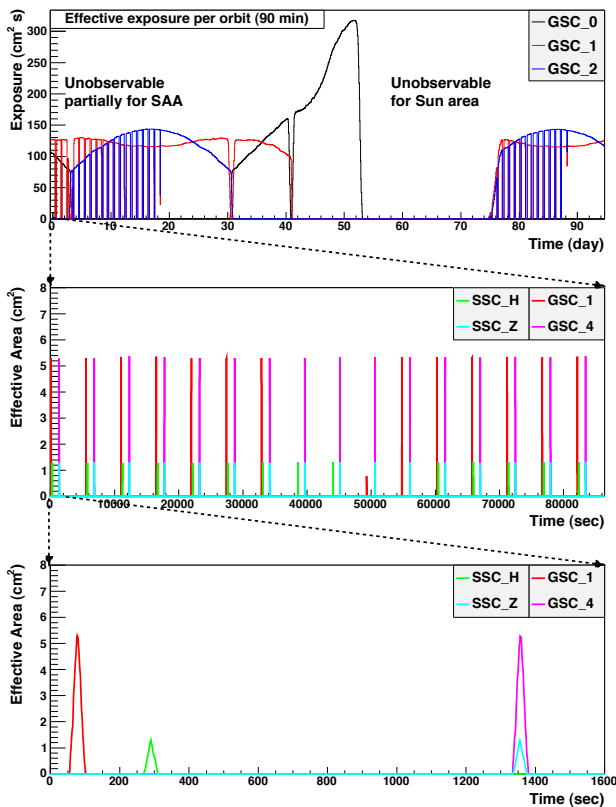 Effective exposure per orbit (90 min)
GSC_0
GSC_1
GSC_2
Unobservable
partially for SAA
Unobservable
for Sun area
Exposure (cm² s)
300
250
200
150
100
50
0
0 10 20 30 40 50 60 70 80 90
Time (day)
SSC_H GSC_1
SSC_Z GSC_4
Effective Area (cm²)
8
7
6
5
4
3
2
1
0
0 10000 20000 30000 40000 50000 60000 70000 80000
Time (sec)
SSC_H GSC_1
SSC_Z GSC_4
Effective Area (cm²)
8
7
6
5
4
3
2
1
0
0 200 400 600 800 1000 1200 1400 1600
Time (sec)